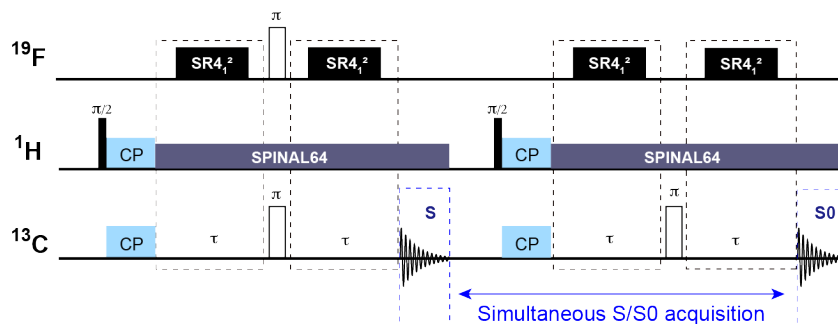 π
¹⁹F SR4₁² SR4₁² SR4₁² SR4₁²
π/2 π/2
¹H CP SPINAL64 CP SPINAL64
π π S S0
¹³C CP τ τ CP τ τ
Simultaneous S/S0 acquisition